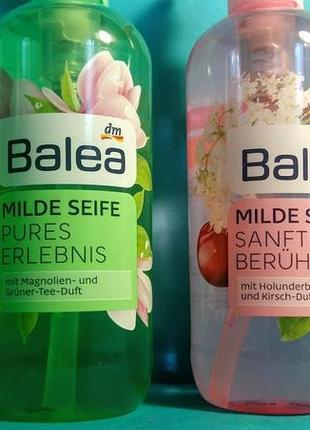 dm
Balea
MILDE SEIFE
PURES
ERLEBNIS
mit Magnolien- und
Grüner-Tee-Duft
Bal
MILDE S
SANFT
BERÜH
mit Holunderb
und Kirsch-Duf